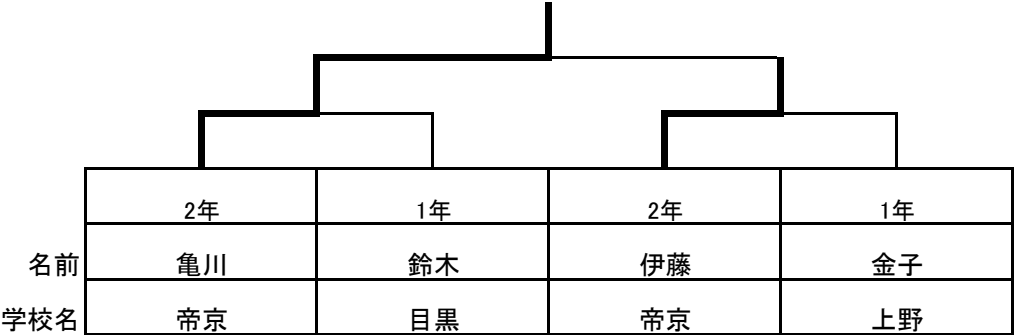 2年 1年 2年 1年
名前 亀川 鈴木 伊藤 金子
学校名 帝京 目黒 帝京 上野